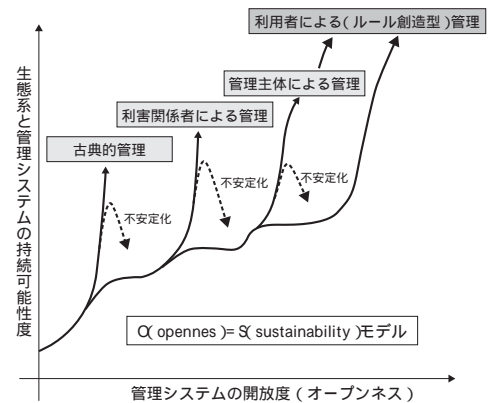 利用者による(ルール創造型)管理
管理主体による管理
利害関係者による管理
古典的管理
不安定化
不安定化
不安定化
生態系と管理システムの持続可能性度
O(opennes)=S(sustainability)モデル
管理システムの開放度(オープンネス)